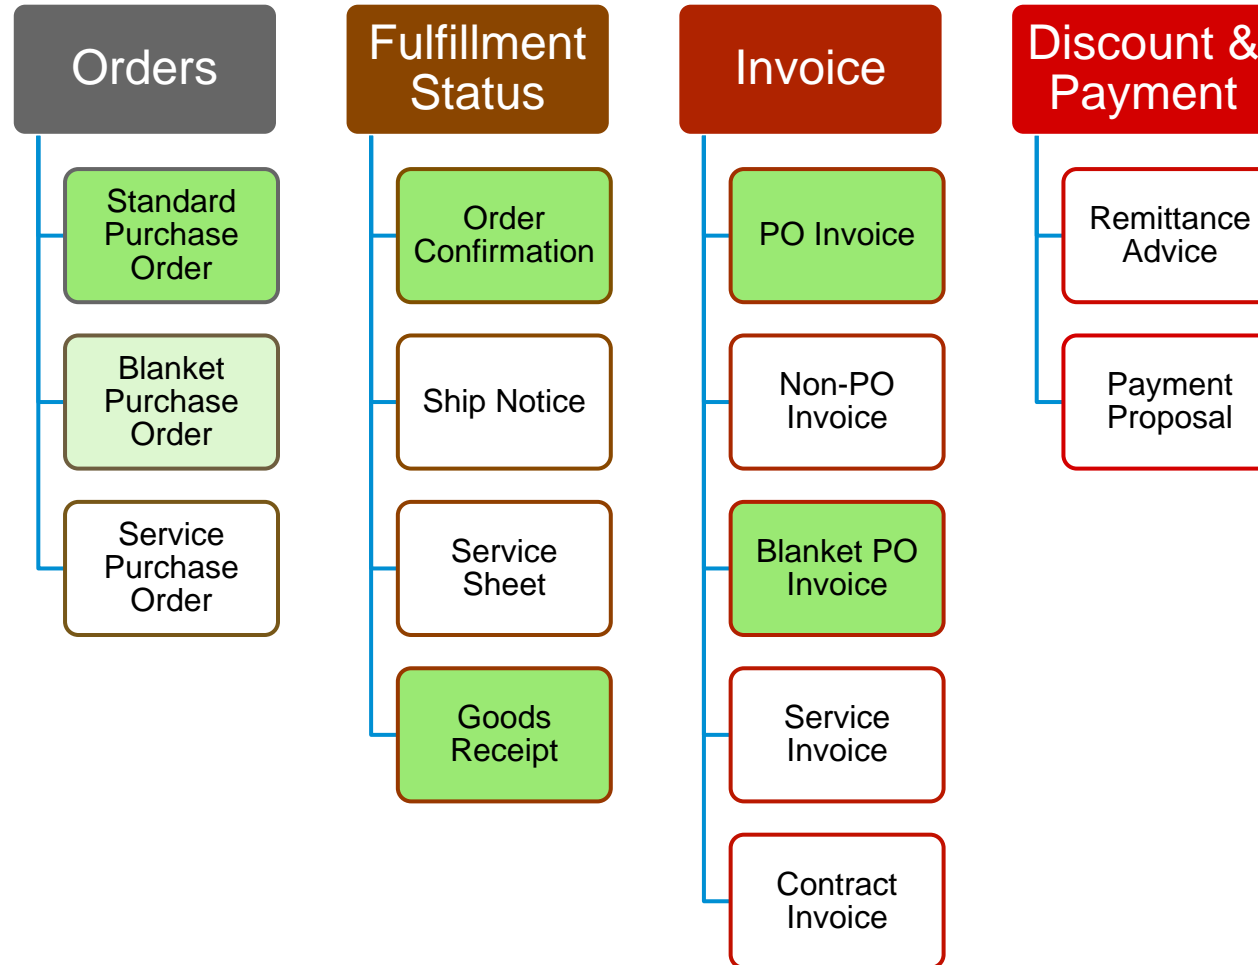 Orders
Standard
Purchase
Order
Blanket
Purchase
Order
Service
Purchase
Order
Fulfillment
Status
Order
Confirmation
Ship Notice
Service
Sheet
Goods
Receipt
Invoice
PO Invoice
Non-PO
Invoice
Blanket PO
Invoice
Service
Invoice
Contract
Invoice
Discount &
Payment
Remittance
Advice
Payment
Proposal